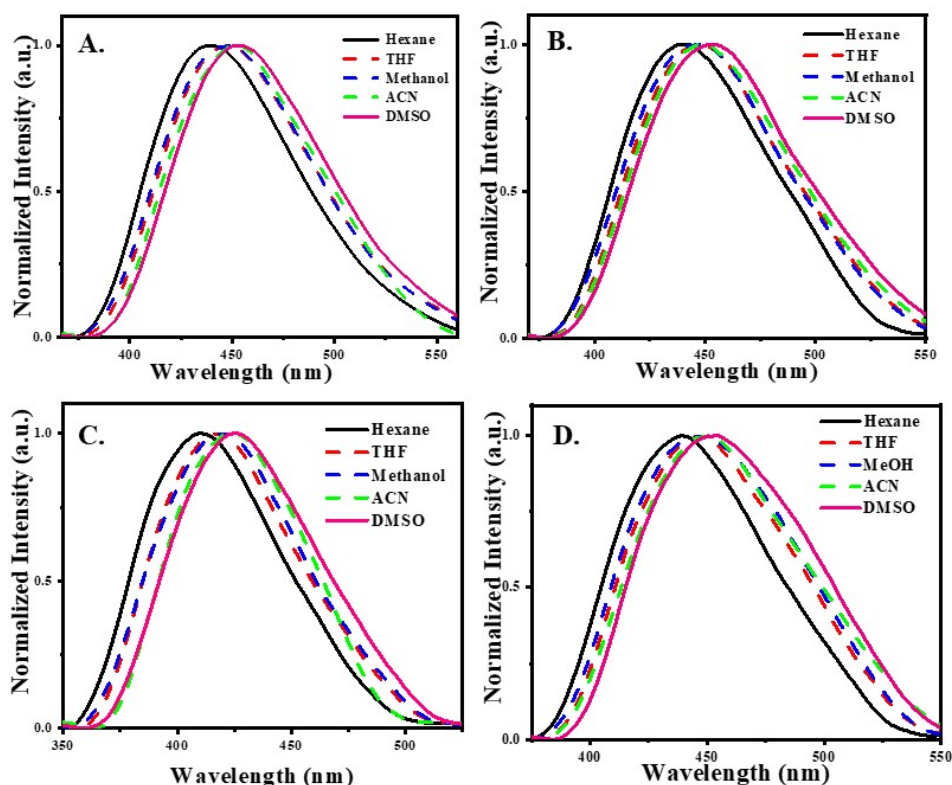 A.
Hexane
THF
Methanol
ACN
DMSO
Normalized Intensity (a.u.)
1.0
0.5
0.0
400
450
500
550
Wavelength (nm)
B.
Hexane
THF
Methanol
ACN
DMSO
Normalized Intensity (a.u.)
1.0
0.5
0.0
400
450
500
550
Wavelength (nm)
C.
Hexane
THF
Methanol
ACN
DMSO
Normalized Intensity (a.u.)
1.0
0.5
0.0
350
400
450
500
Wavelength (nm)
D.
Hexane
THF
MeOH
ACN
DMSO
Normalized Intensity (a.u.)
1.0
0.5
0.0
400
450
500
550
Wavelength (nm)